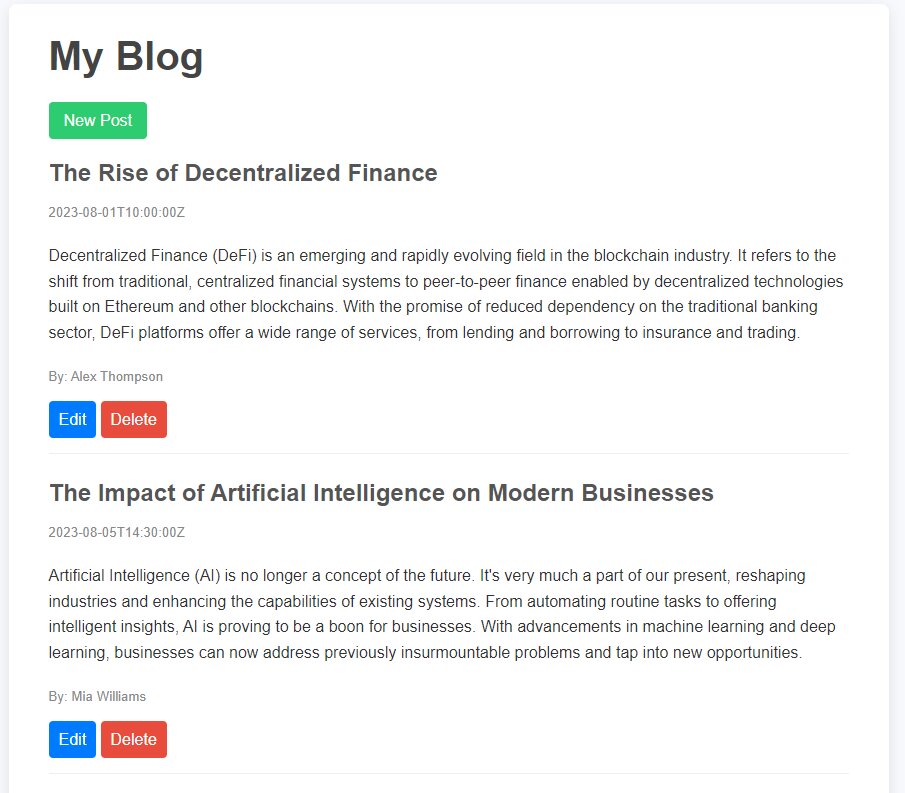 My Blog
New Post
The Rise of Decentralized Finance
2023-08-01T10:00:00Z
Decentralized Finance (DeFi) is an emerging and rapidly evolving field in the blockchain industry. It refers to the
shift from traditional, centralized financial systems to peer-to-peer finance enabled by decentralized technologies
built on Ethereum and other blockchains. With the promise of reduced dependency on the traditional banking
sector, DeFi platforms offer a wide range of services, from lending and borrowing to insurance and trading.
By: Alex Thompson
Edit Delete
The Impact of Artificial Intelligence on Modern Businesses
2023-08-05T14:30:00Z
Artificial Intelligence (AI) is no longer a concept of the future. It's very much a part of our present, reshaping
industries and enhancing the capabilities of existing systems. From automating routine tasks to offering
intelligent insights, AI is proving to be a boon for businesses. With advancements in machine learning and deep
learning, businesses can now address previously insurmountable problems and tap into new opportunities.
By: Mia Williams
Edit Delete